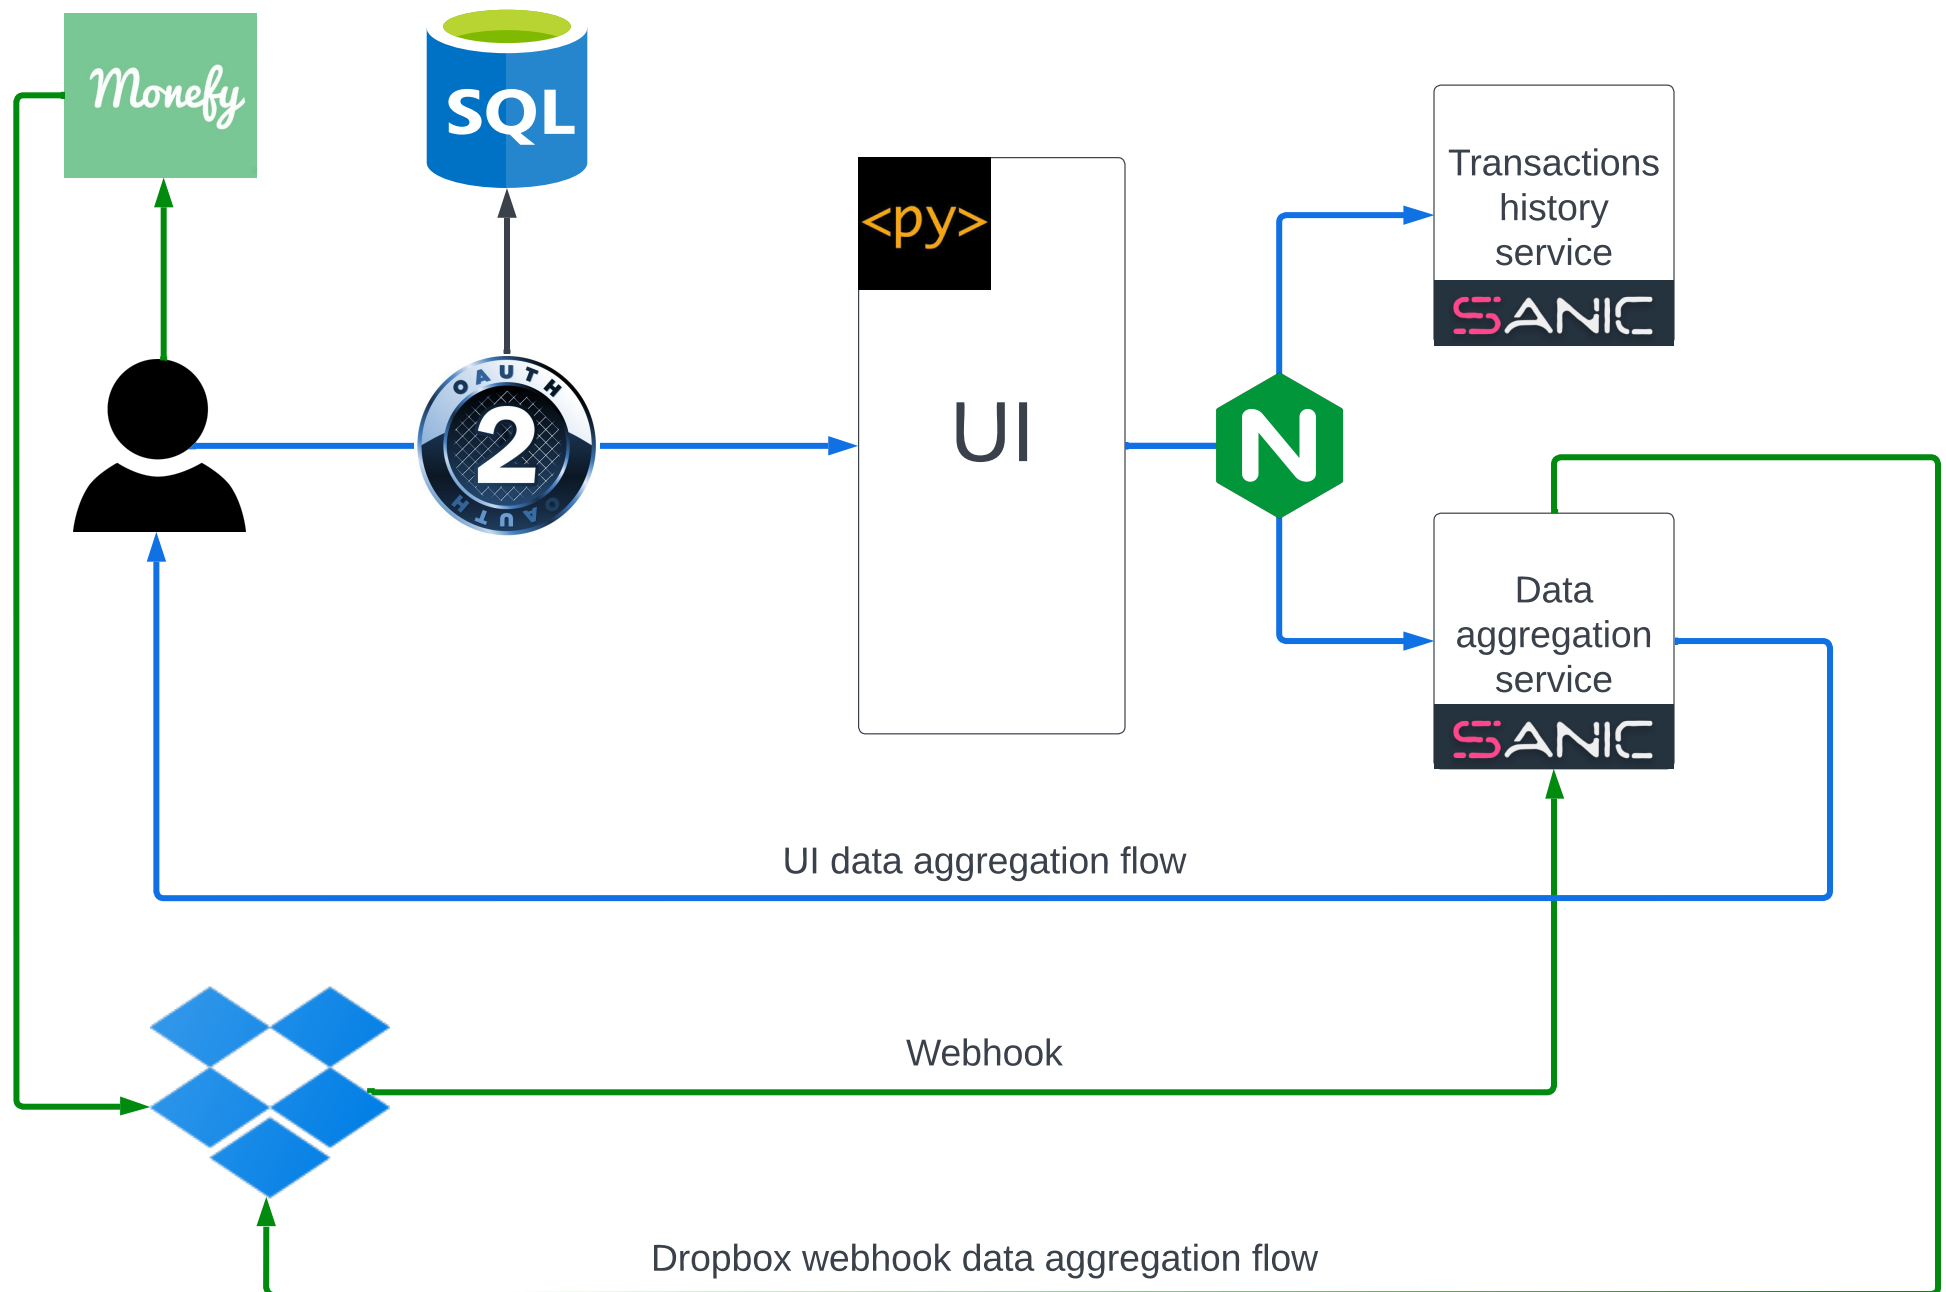 Monefy
SQL
<py>
Transactions
history
service
SANIC
OAUTH
2
OAUTH
UI
N
Data
aggregation
service
SANIC
UI data aggregation flow
Webhook
Dropbox webhook data aggregation flow